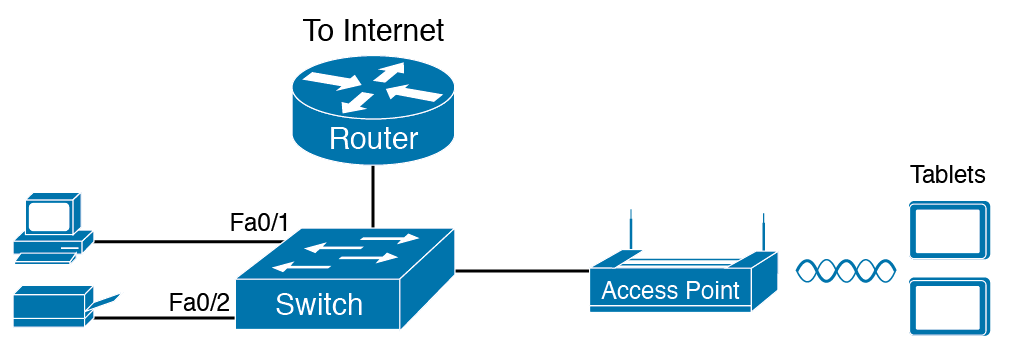 To Internet
Router
Tablets
Fa0/1
Fa0/2
Switch
Access Point